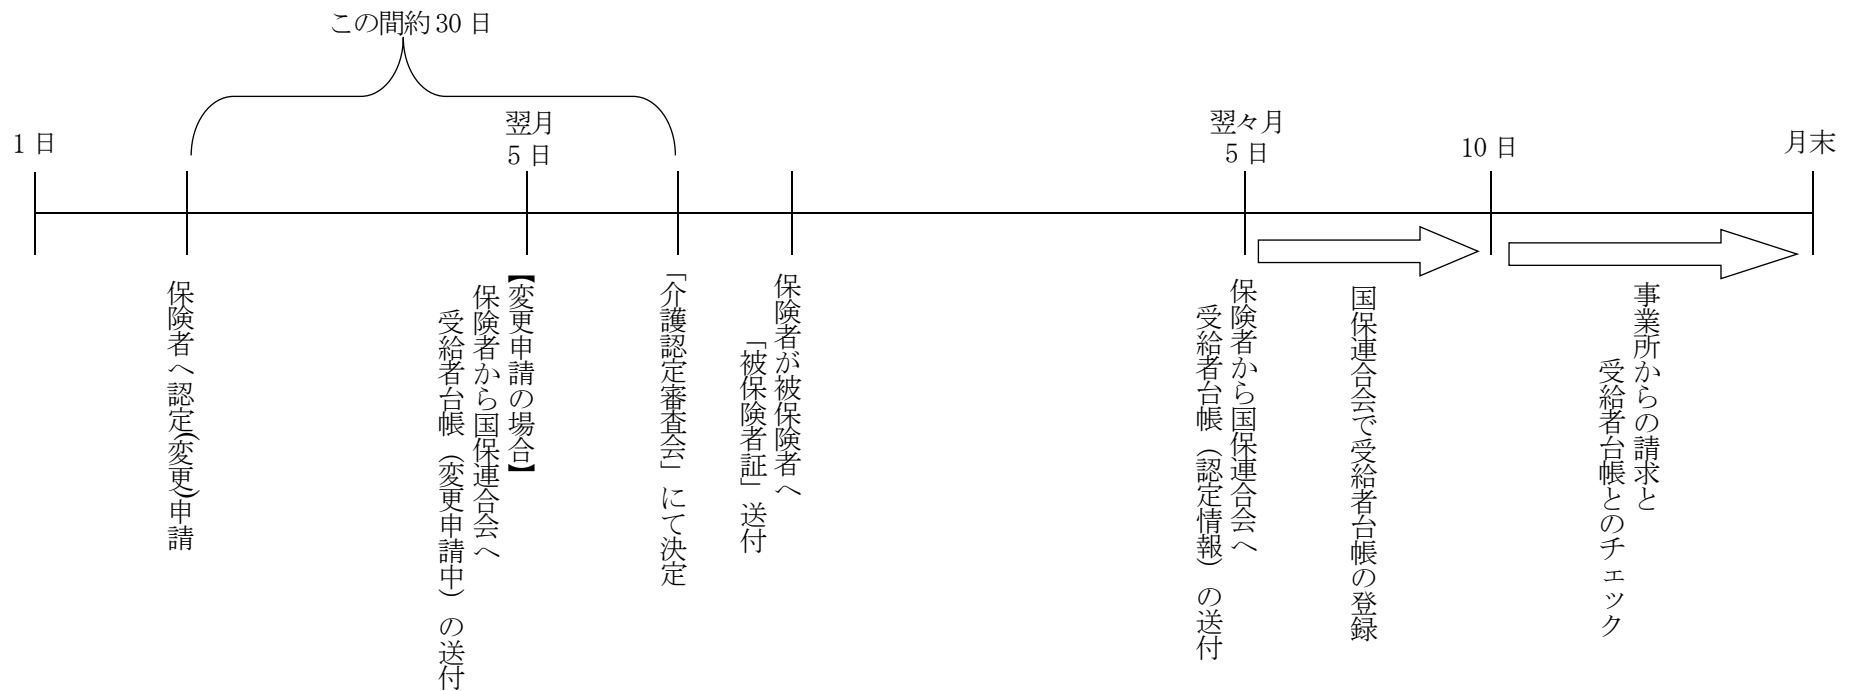 この間約30日
1日
翌月
5日
翌々月
5日
10日
月末
保険者へ認定(変更)申請
【変更申請の場合】
保険者から国保連合会へ
受給者台帳（変更申請中）の送付
「介護認定審査会」にて決定
保険者が被保険者へ
「被保険者証」送付
保険者から国保連合会へ
受給者台帳（認定情報）の送付
国保連合会で受給者台帳の登録
事業所からの請求と
受給者台帳とのチェック